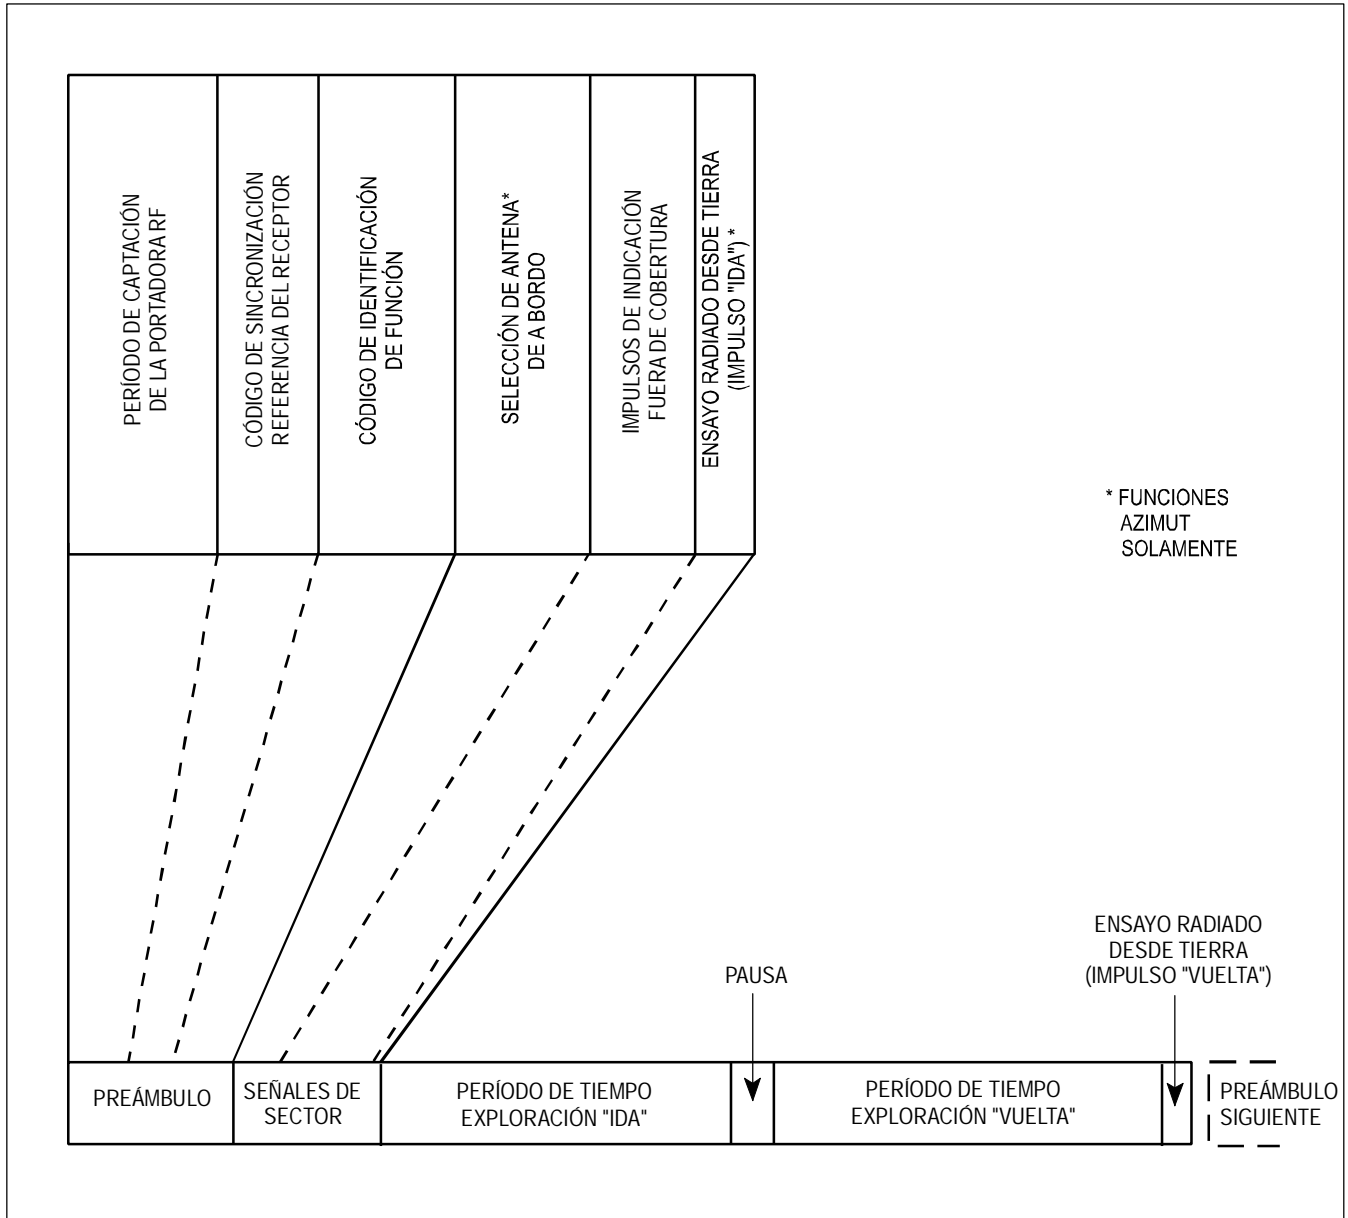 PERÍODO DE CAPTACIÓN
DE LA PORTADORA RF
CÓDIGO DE SINCRONIZACIÓN
REFERENCIA DEL RECEPTOR
CÓDIGO DE IDENTIFICACIÓN
DE FUNCIÓN
SELECCIÓN DE ANTENA*
DE A BORDO
IMPULSOS DE INDICACIÓN
FUERA DE COBERTURA
ENSAYO RADIADO DESDE TIERRA
(IMPULSO "IDA") *
* FUNCIONES
AZIMUT
SOLAMENTE
ENSAYO RADIADO
DESDE TIERRA
(IMPULSO "VUELTA")
PAUSA
PREÁMBULO
SEÑALES DE
SECTOR
PERÍODO DE TIEMPO
EXPLORACIÓN "IDA"
PERÍODO DE TIEMPO
EXPLORACIÓN "VUELTA"
PREÁMBULO
SIGUIENTE